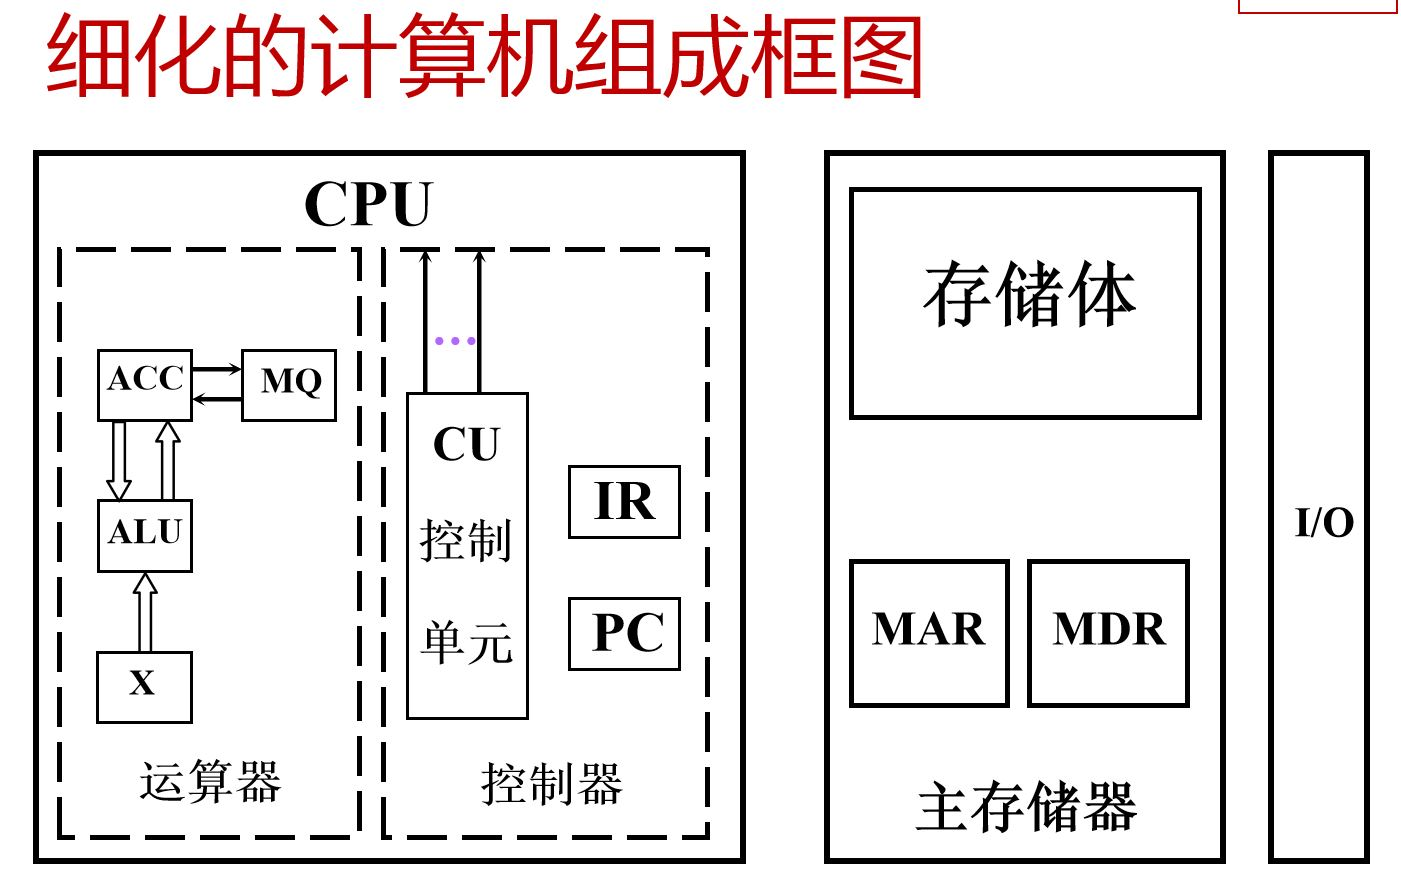 细化的计算机组成框图
CPU
ACC
MQ
ALU
X
运算器
CU
控制
单元
IR
PC
控制器
存储体
MAR
MDR
主存储器
I/O